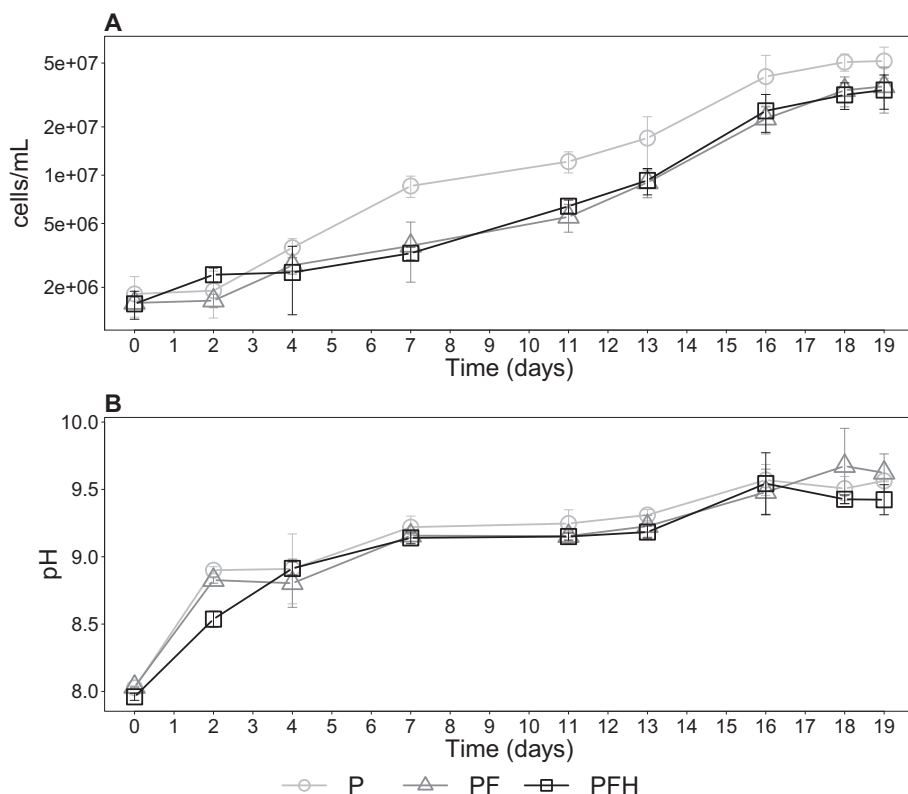 A
cells/mL
5e+07
2e+07
1e+07
5e+06
2e+06
0 1 2 3 4 5 6 7 8 9 10 11 12 13 14 15 16 17 18 19
Time (days)
B
pH
10.0
9.5
9.0
8.5
8.0
0 1 2 3 4 5 6 7 8 9 10 11 12 13 14 15 16 17 18 19
Time (days)
P PF PFH